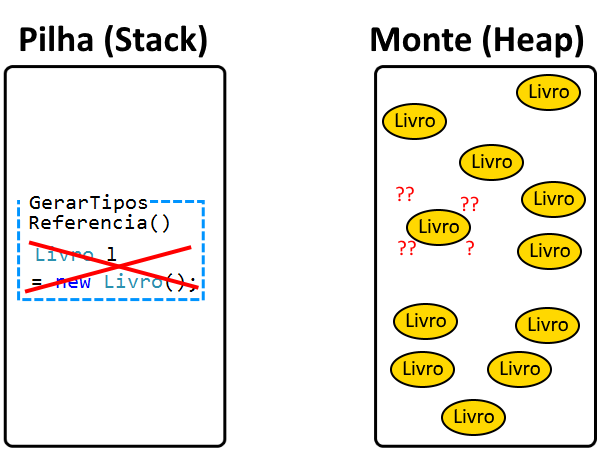 Pilha (Stack)
Monte (Heap)
GerarTipos
Referencia()
Livro l
= new Livro();
Livro
Livro
Livro
Livro
??
??
Livro
??
?
Livro
Livro
Livro
Livro
Livro
Livro